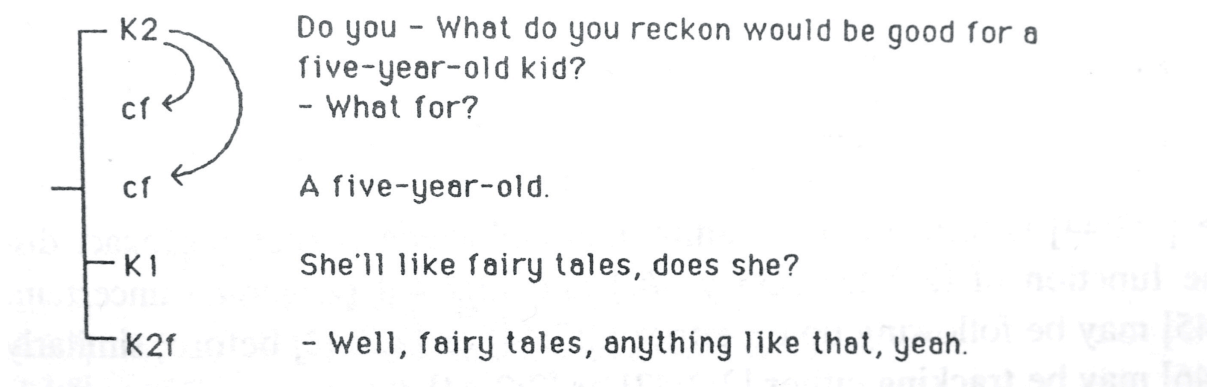 K2 Do you - What do you reckon would be good for a
five-year-old kid?
cf - What for?
cf A five-year-old.
K1 She'll like fairy tales, does she?
K2f - Well, fairy tales, anything like that, yeah.